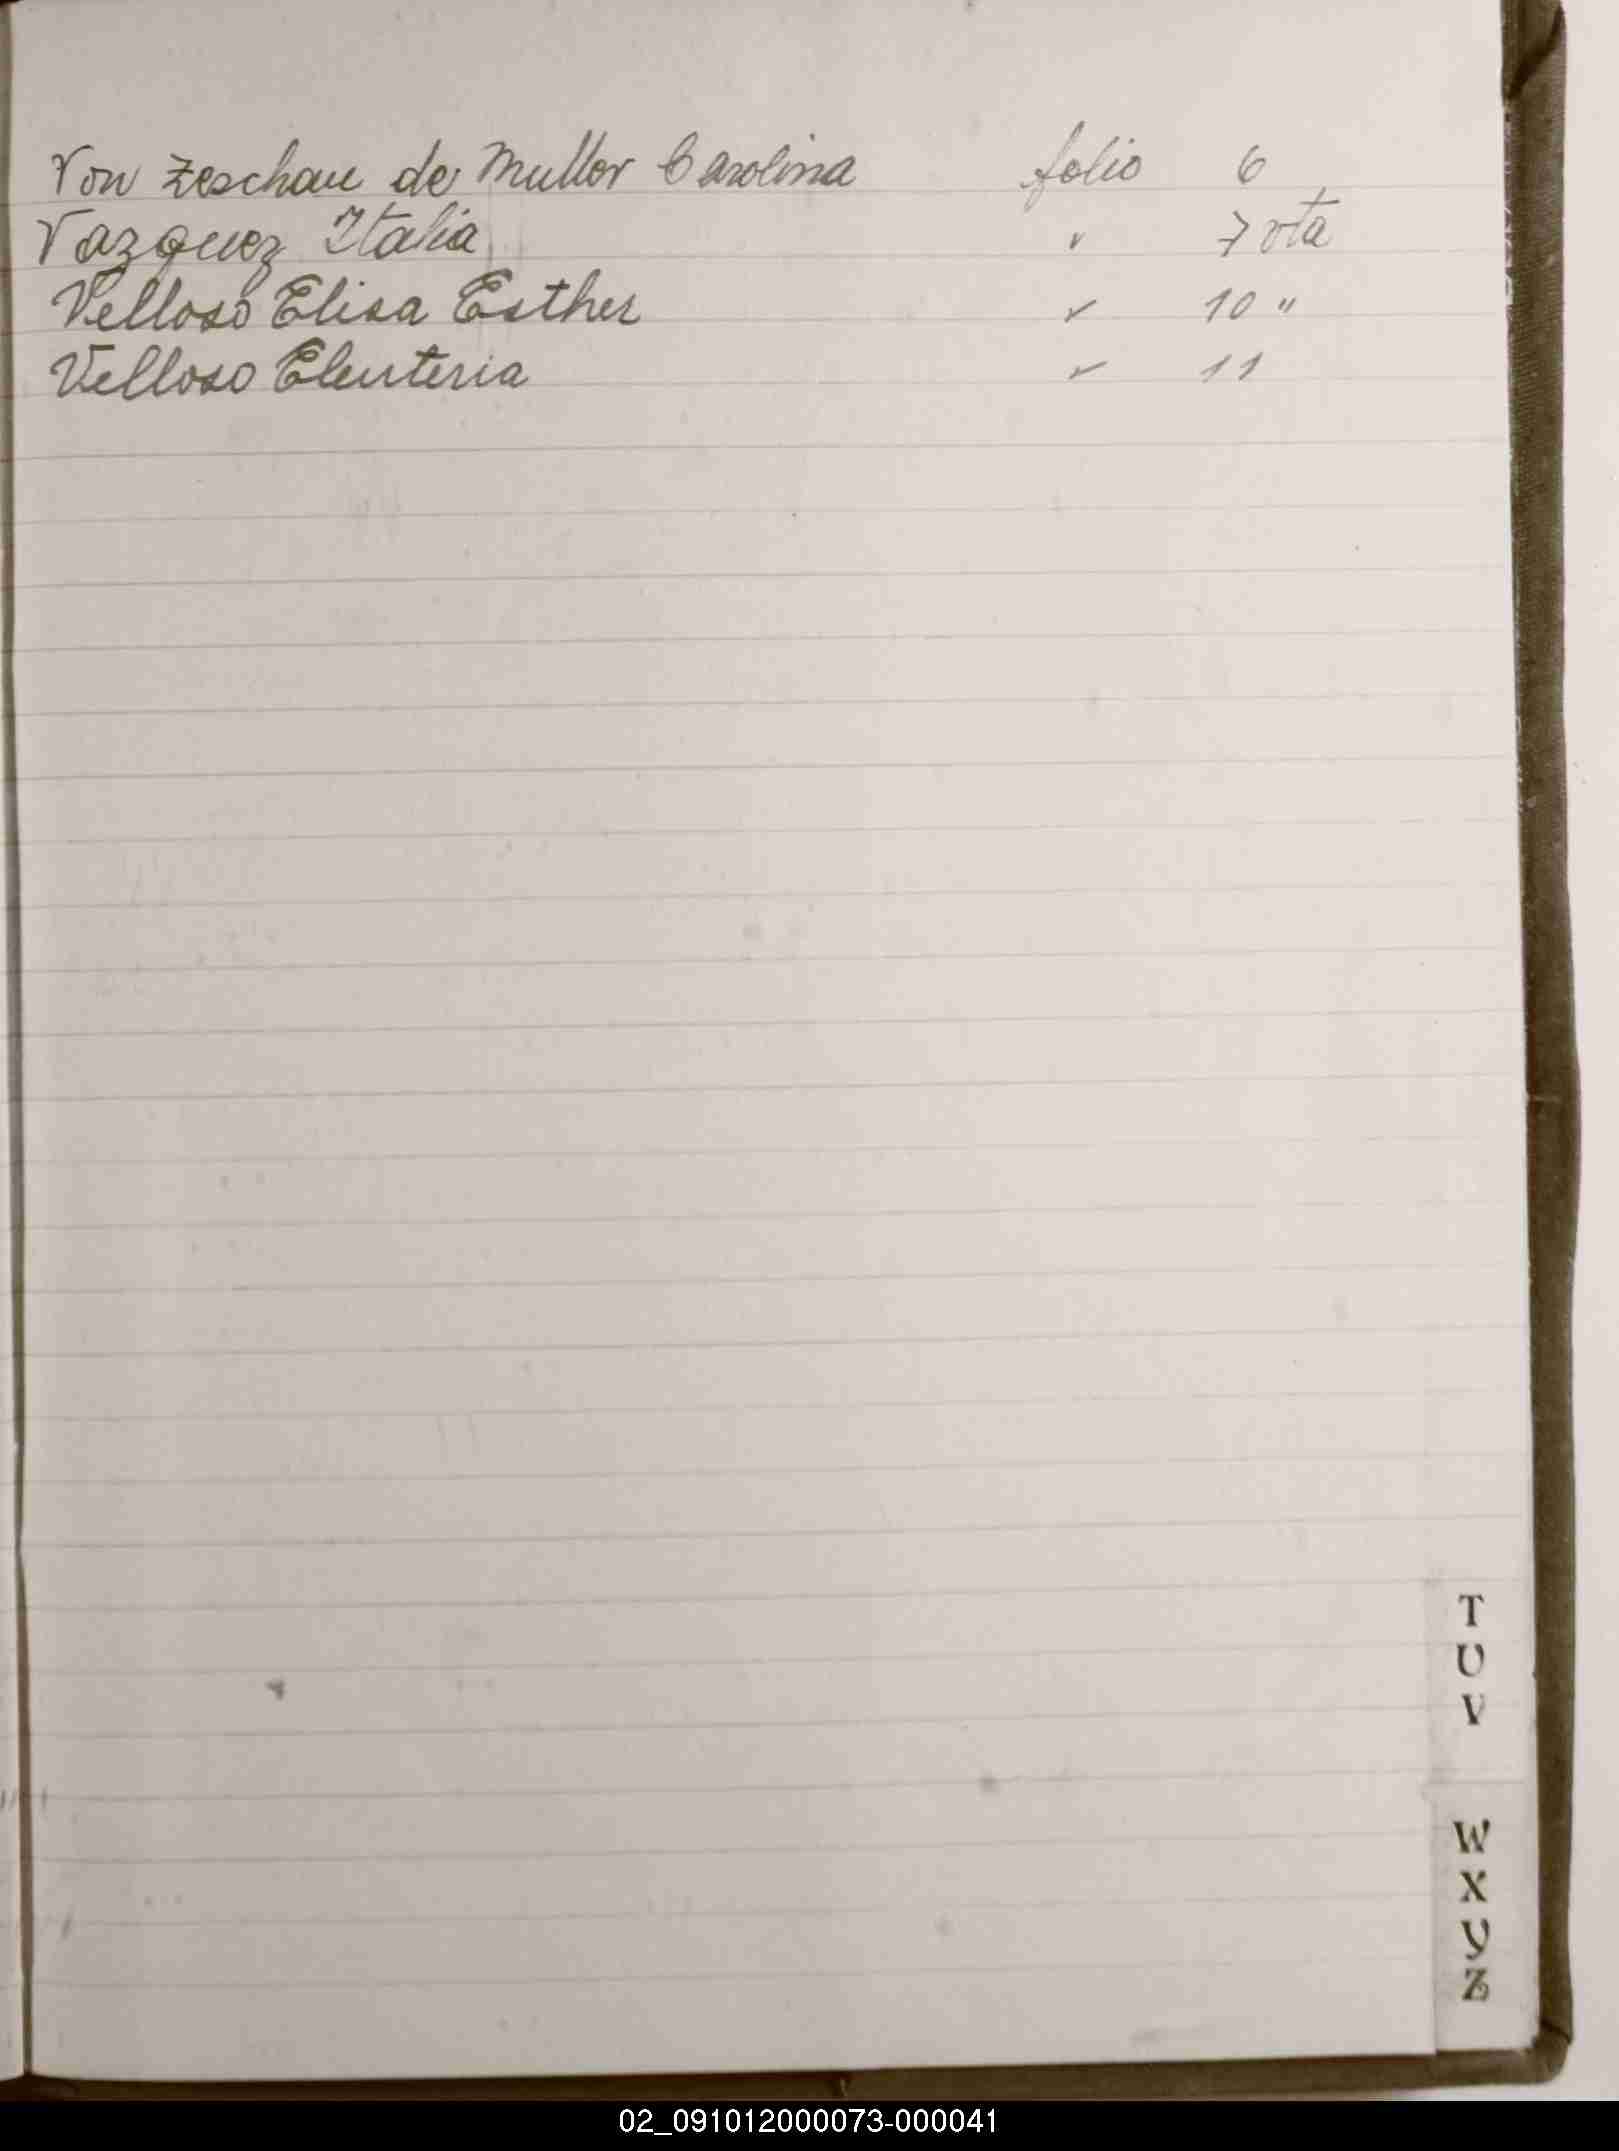 Von Zeschau de Muller Carolina folio 6
Vazquez Italia " 7 vta
Velloso Elisa Esther " 10 "
Velloso Eleuteria " 11
T
U
V
W
X
Y
Z
02_091012000073-000041